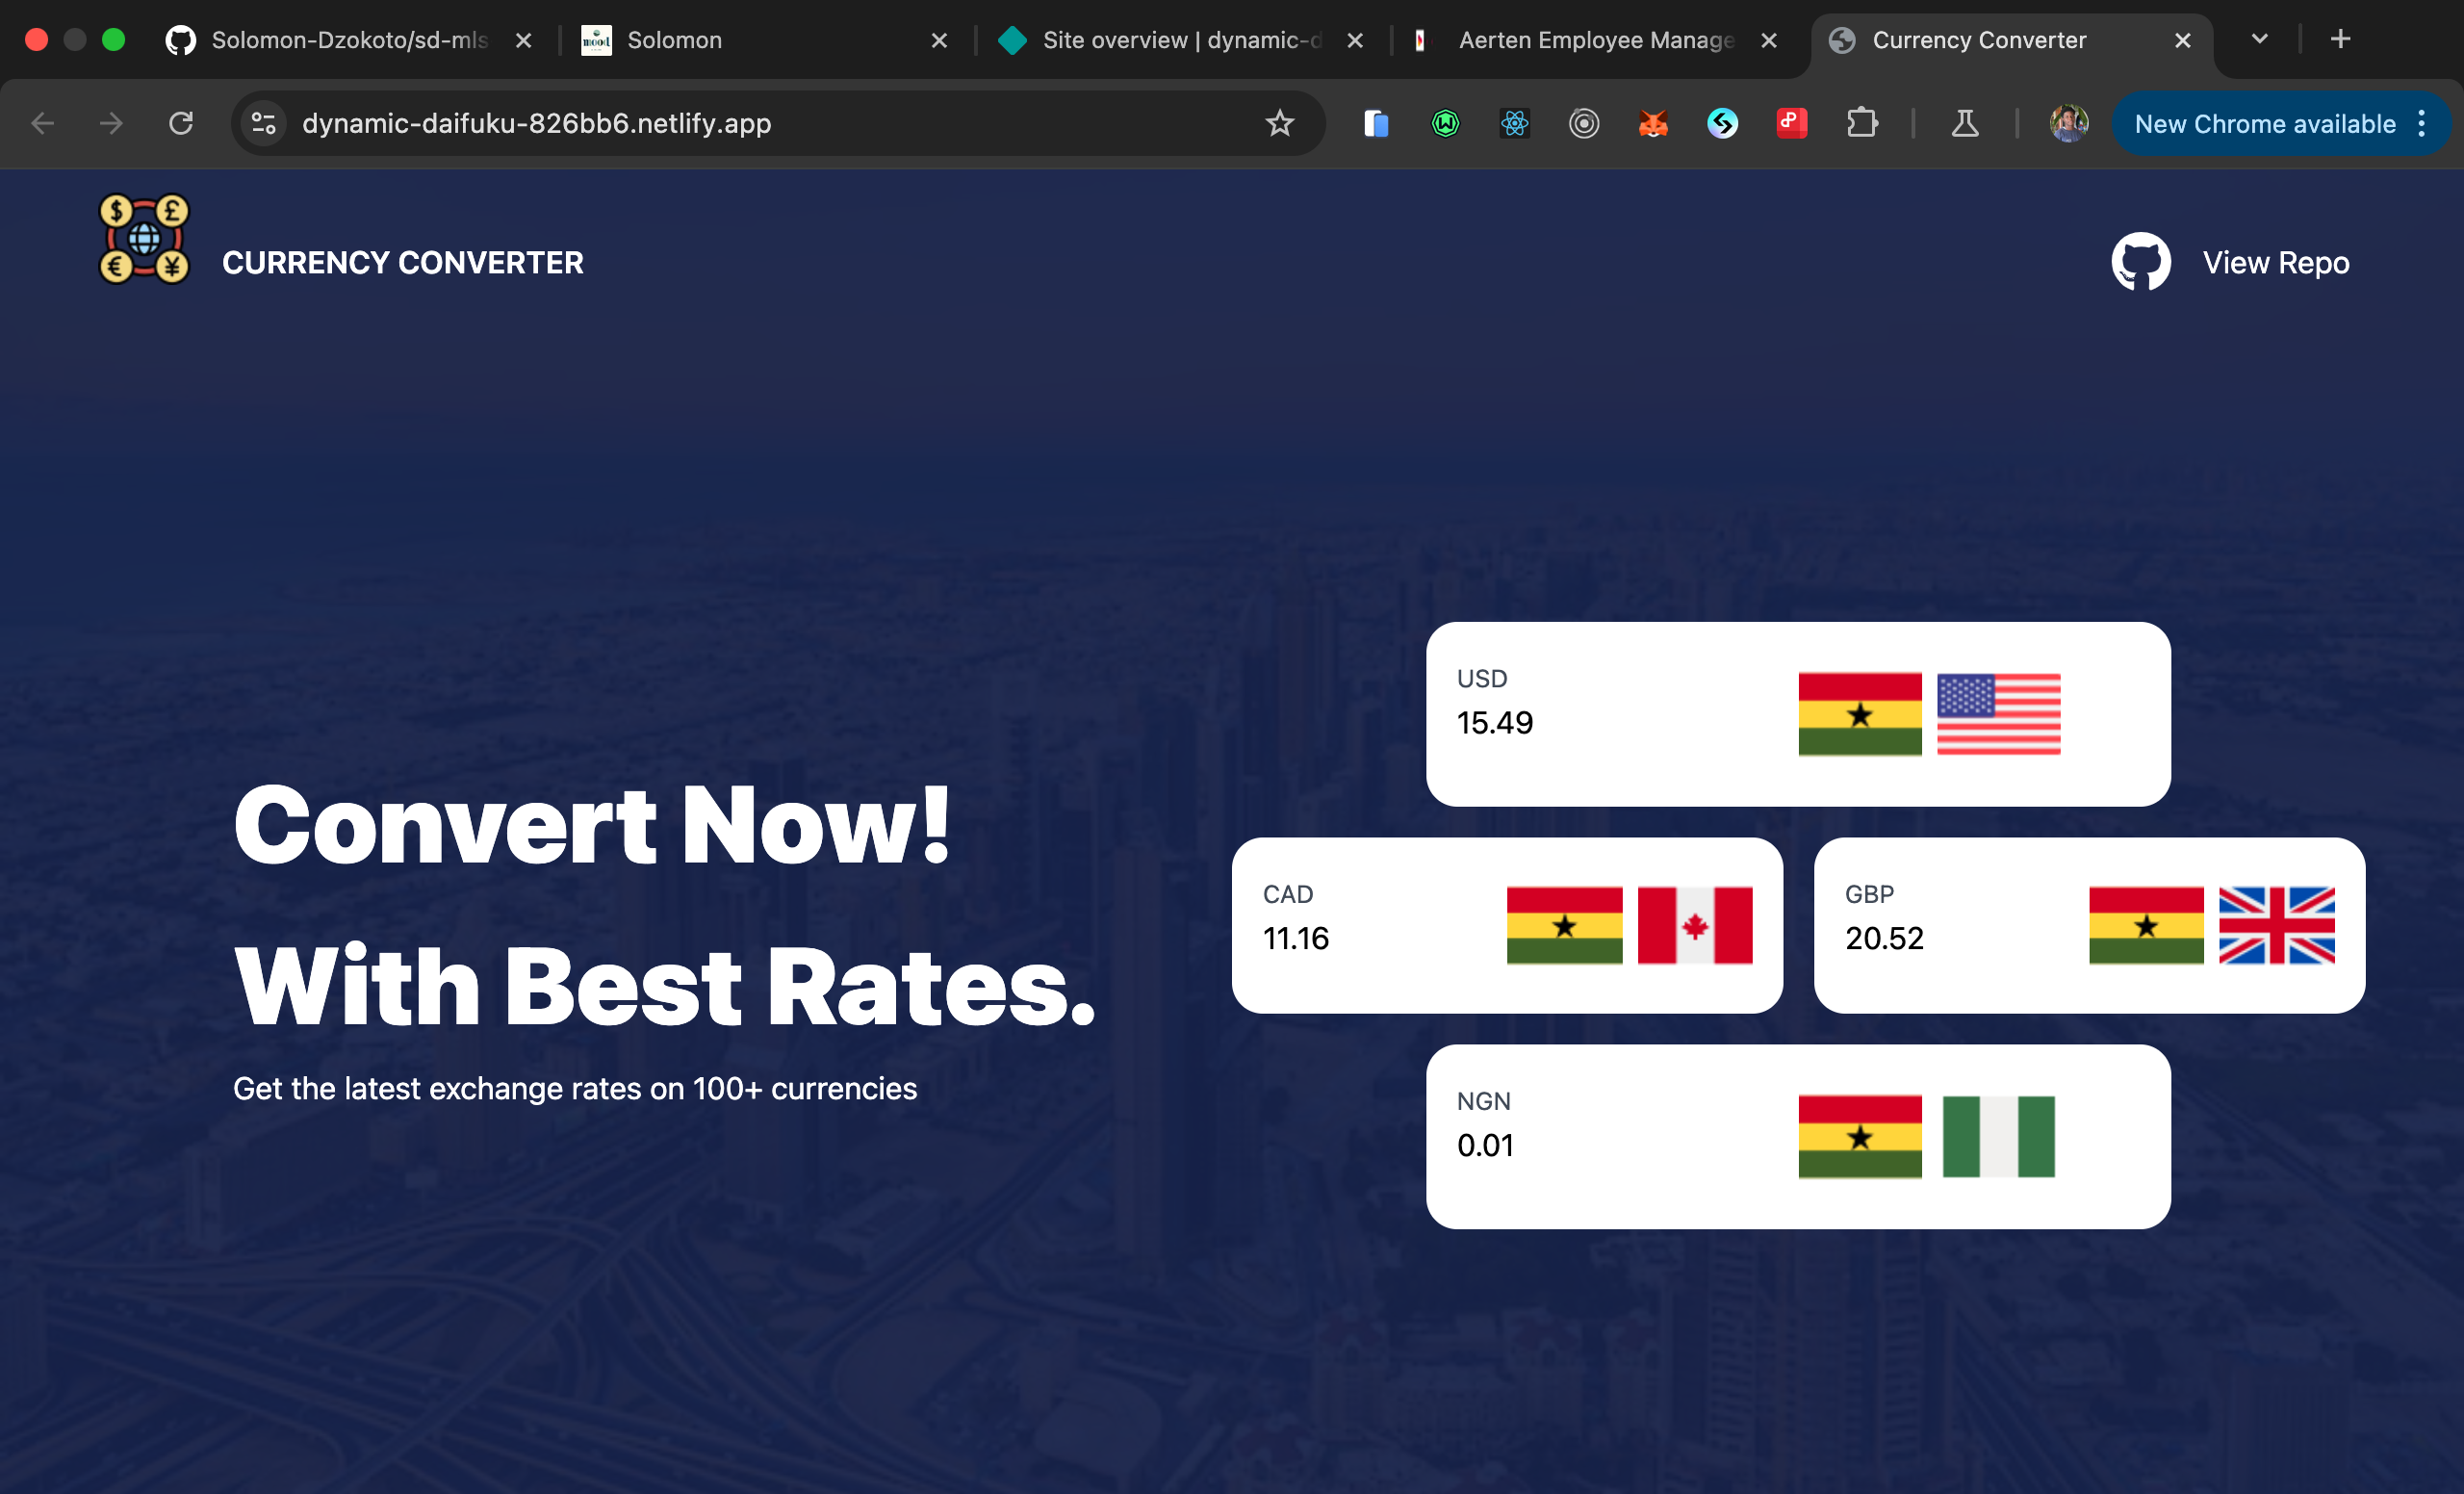 Solomon-Dzokoto/sd-mls
Solomon
Site overview | dynamic-d
Aerten Employee Manage
Currency Converter
dynamic-daifuku-826bb6.netlify.app
New Chrome available
CURRENCY CONVERTER
View Repo
Convert Now!
With Best Rates.
Get the latest exchange rates on 100+ currencies
USD
15.49
CAD
11.16
GBP
20.52
NGN
0.01